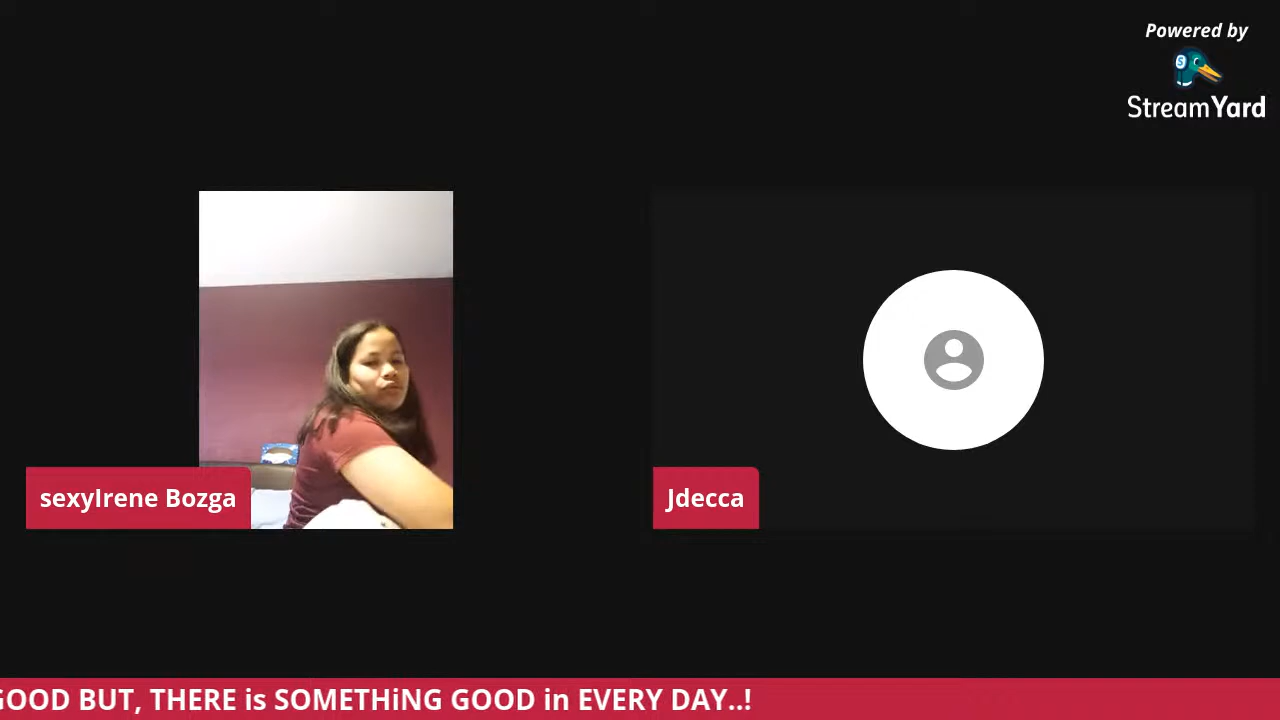 Powered by
StreamYard
sexyIrene Bozga
Jdecca
GOOD BUT, THERE is SOMETHiNG GOOD in EVERY DAY..!